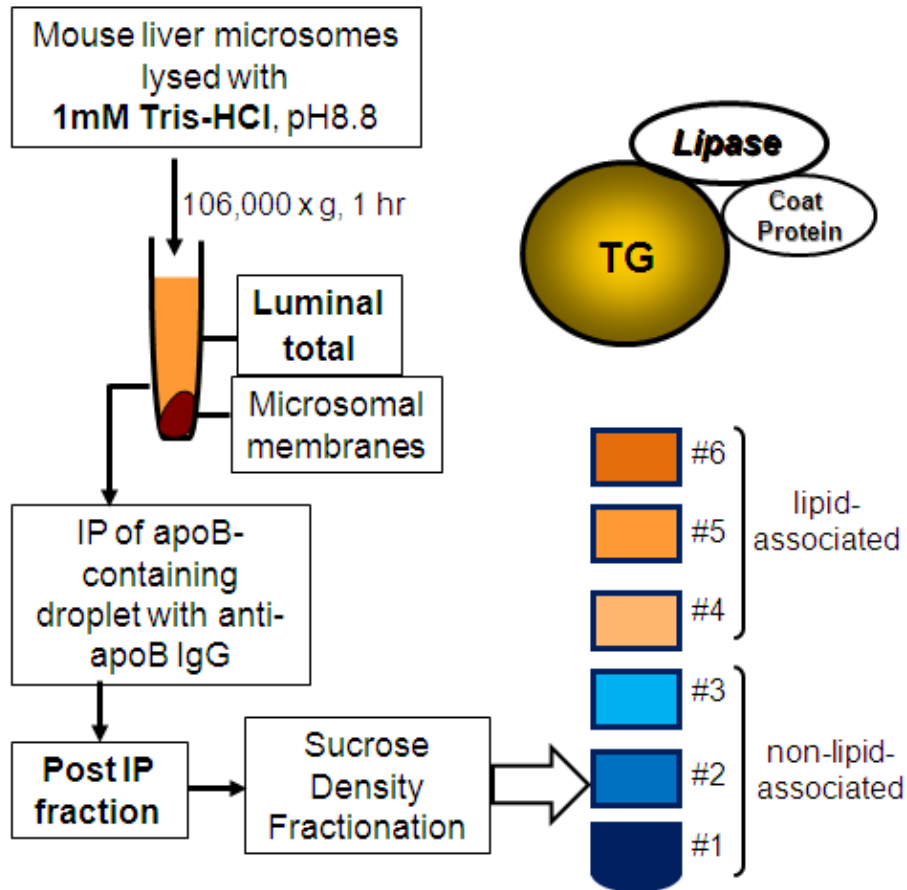 Mouse liver microsomes
lysed with
1mM Tris-HCl, pH8.8
106,000 x g, 1 hr
Luminal
total
Microsomal
membranes
IP of apoB-
containing
droplet with anti-
apoB IgG
Post IP
fraction
Sucrose
Density
Fractionation
Lipase
Coat
Protein
TG
#6
#5
#4
lipid-
associated
#3
#2
#1
non-lipid-
associated